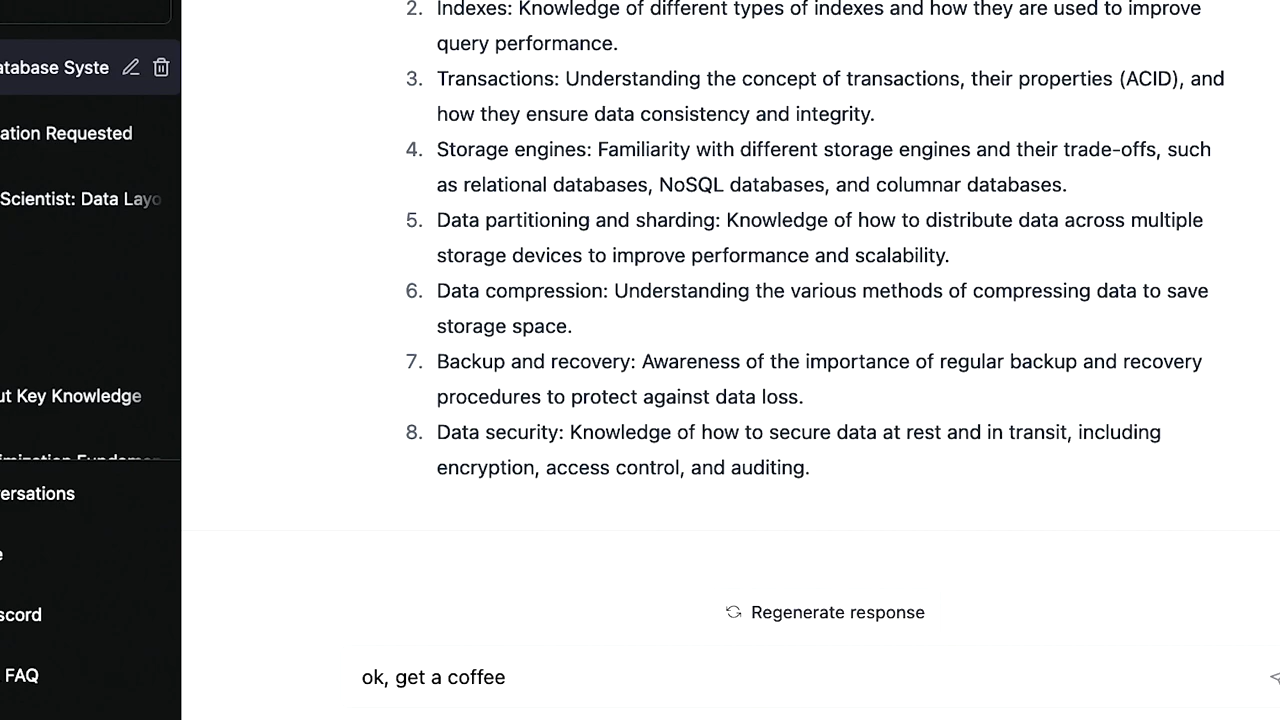 atabase Syste
ation Requested
Scientist: Data Layo
ut Key Knowledge
ersations
e
scord
FAQ
2. Indexes: Knowledge of different types of indexes and how they are used to improve
query performance.
3. Transactions: Understanding the concept of transactions, their properties (ACID), and
how they ensure data consistency and integrity.
4. Storage engines: Familiarity with different storage engines and their trade-offs, such
as relational databases, NoSQL databases, and columnar databases.
5. Data partitioning and sharding: Knowledge of how to distribute data across multiple
storage devices to improve performance and scalability.
6. Data compression: Understanding the various methods of compressing data to save
storage space.
7. Backup and recovery: Awareness of the importance of regular backup and recovery
procedures to protect against data loss.
8. Data security: Knowledge of how to secure data at rest and in transit, including
encryption, access control, and auditing.
Regenerate response
ok, get a coffee